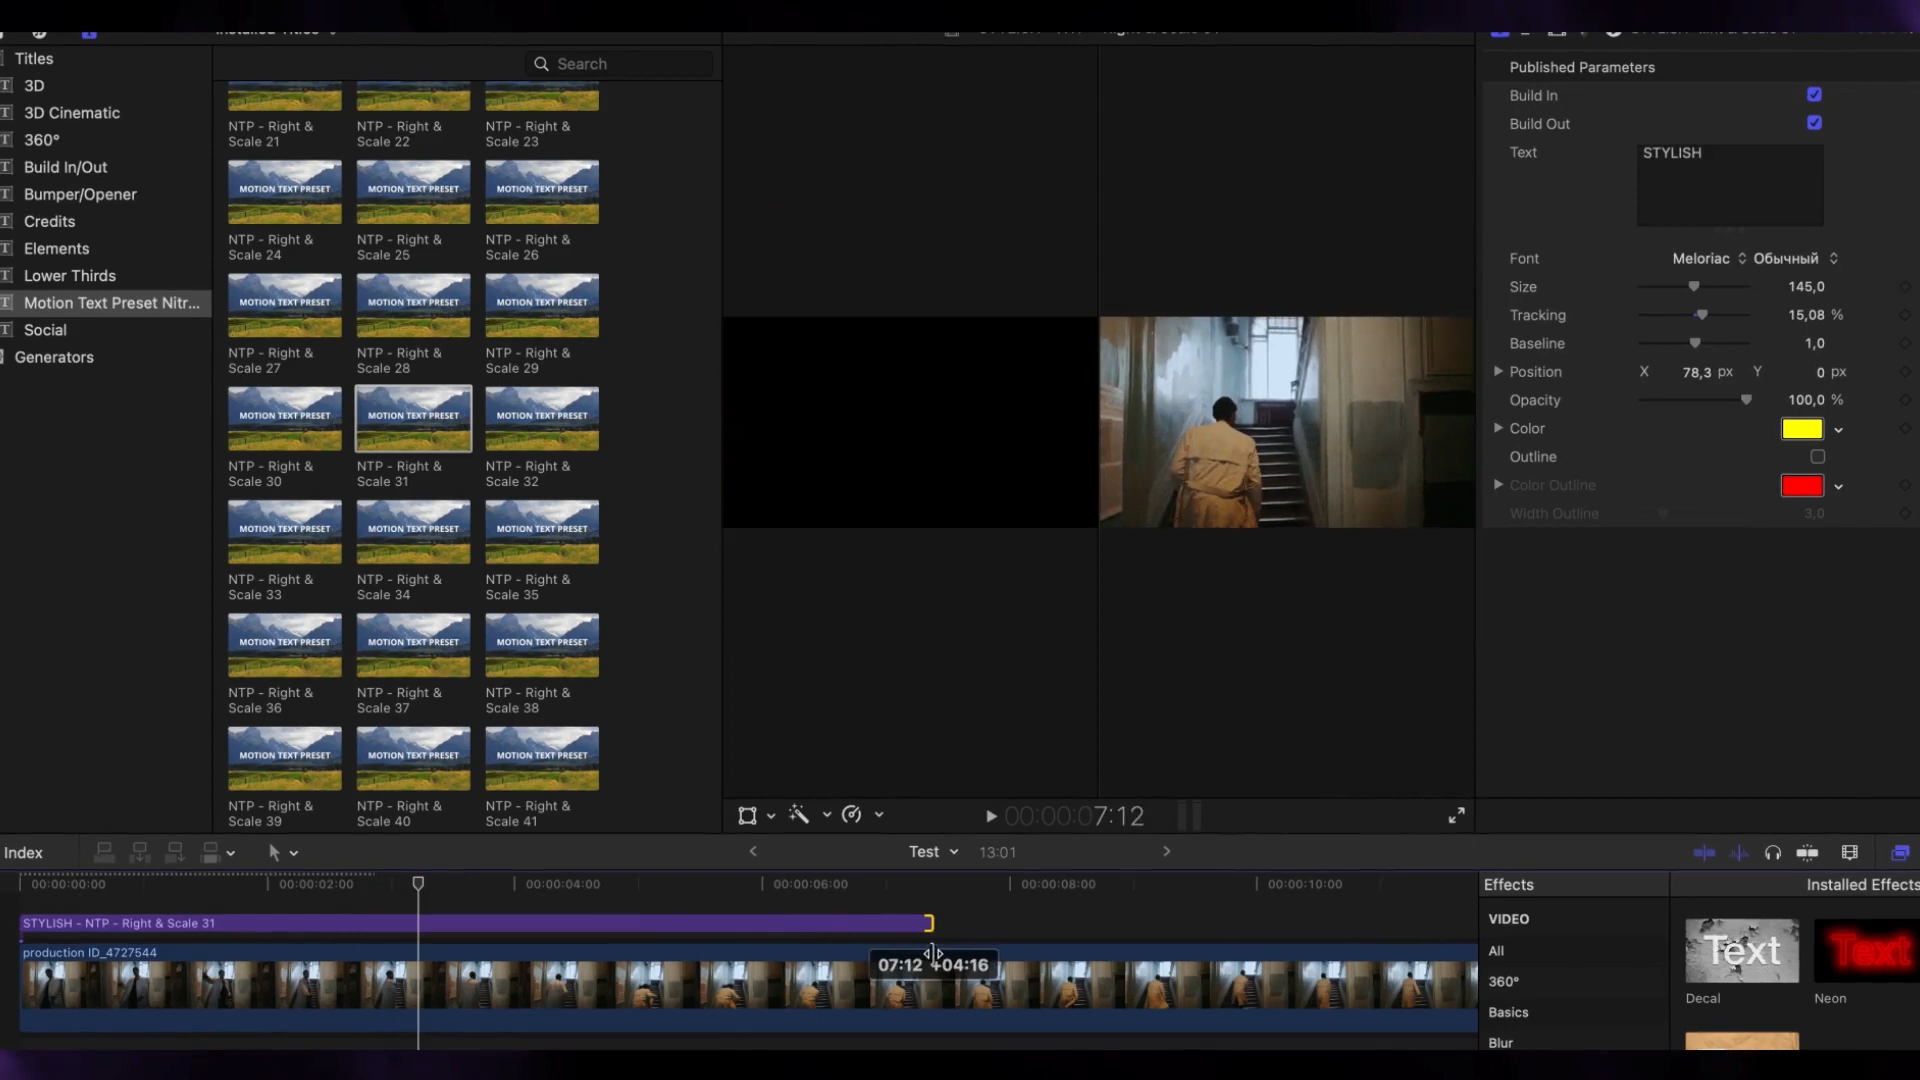 Titles
3D
3D Cinematic
360°
Build In/Out
Bumper/Opener
Credits
Elements
Lower Thirds
Motion Text Preset Nitr...
Social
Generators
Search
NTP - Right &
Scale 21
NTP - Right &
Scale 22
NTP - Right &
Scale 23
MOTION TEXT PRESET
MOTION TEXT PRESET
MOTION TEXT PRESET
NTP - Right &
Scale 24
NTP - Right &
Scale 25
NTP - Right &
Scale 26
MOTION TEXT PRESET
MOTION TEXT PRESET
MOTION TEXT PRESET
NTP - Right &
Scale 27
NTP - Right &
Scale 28
NTP - Right &
Scale 29
MOTION TEXT PRESET
MOTION TEXT PRESET
MOTION TEXT PRESET
NTP - Right &
Scale 30
NTP - Right &
Scale 31
NTP - Right &
Scale 32
MOTION TEXT PRESET
MOTION TEXT PRESET
MOTION TEXT PRESET
NTP - Right &
Scale 33
NTP - Right &
Scale 34
NTP - Right &
Scale 35
MOTION TEXT PRESET
MOTION TEXT PRESET
MOTION TEXT PRESET
NTP - Right &
Scale 36
NTP - Right &
Scale 37
NTP - Right &
Scale 38
MOTION TEXT PRESET
MOTION TEXT PRESET
MOTION TEXT PRESET
NTP - Right &
Scale 39
NTP - Right &
Scale 40
NTP - Right &
Scale 41
Published Parameters
Build In
Build Out
Text STYLISH
Font Meloriac Обычный
Size 145,0
Tracking 15,08 %
Baseline 1,0
Position X 78,3 px Y 0 px
Opacity 100,0 %
Color
Outline
Color Outline
Width Outline 3,0
00:00:07:12
Index
Test 13:01
00:00:00:00 00:00:02:00 00:00:04:00 00:00:06:00 00:00:08:00 00:00:10:00
STYLISH - NTP - Right & Scale 31
production ID_4727544
07:12 +04:16
Effects
Installed Effects
VIDEO
All
360°
Basics
Blur
Text
Text
Decal
Neon